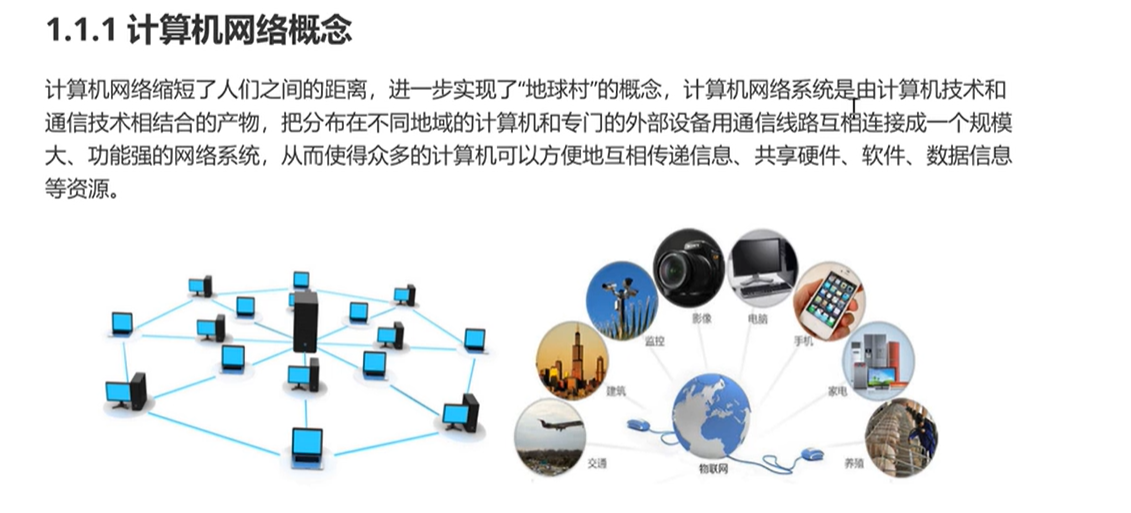 1.1.1 计算机网络概念
计算机网络缩短了人们之间的距离，进一步实现了“地球村”的概念，计算机网络系统是由计算机技术和
通信技术相结合的产物，把分布在不同地域的计算机和专门的外部设备用通信线路互相连接成一个规模
大、功能强的网络系统，从而使得众多的计算机可以方便地互相传递信息、共享硬件、软件、数据信息
等资源。
影像
电脑
监控
手机
建筑
家电
交通
物联网
养殖